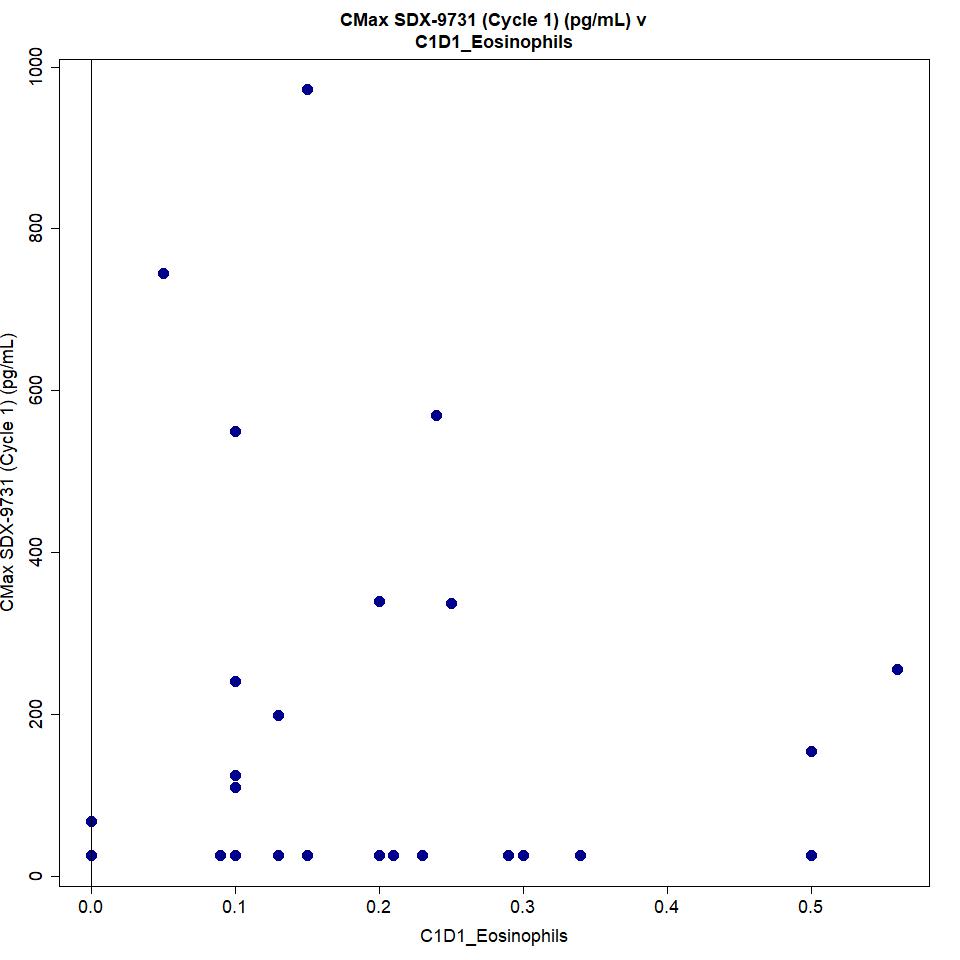 CMax SDX-9731 (Cycle 1) (pg/mL) v
C1D1_Eosinophils
1000
800
600
400
200
0
CMax SDX-9731 (Cycle 1) (pg/mL)
0.0 0.1 0.2 0.3 0.4 0.5
C1D1_Eosinophils